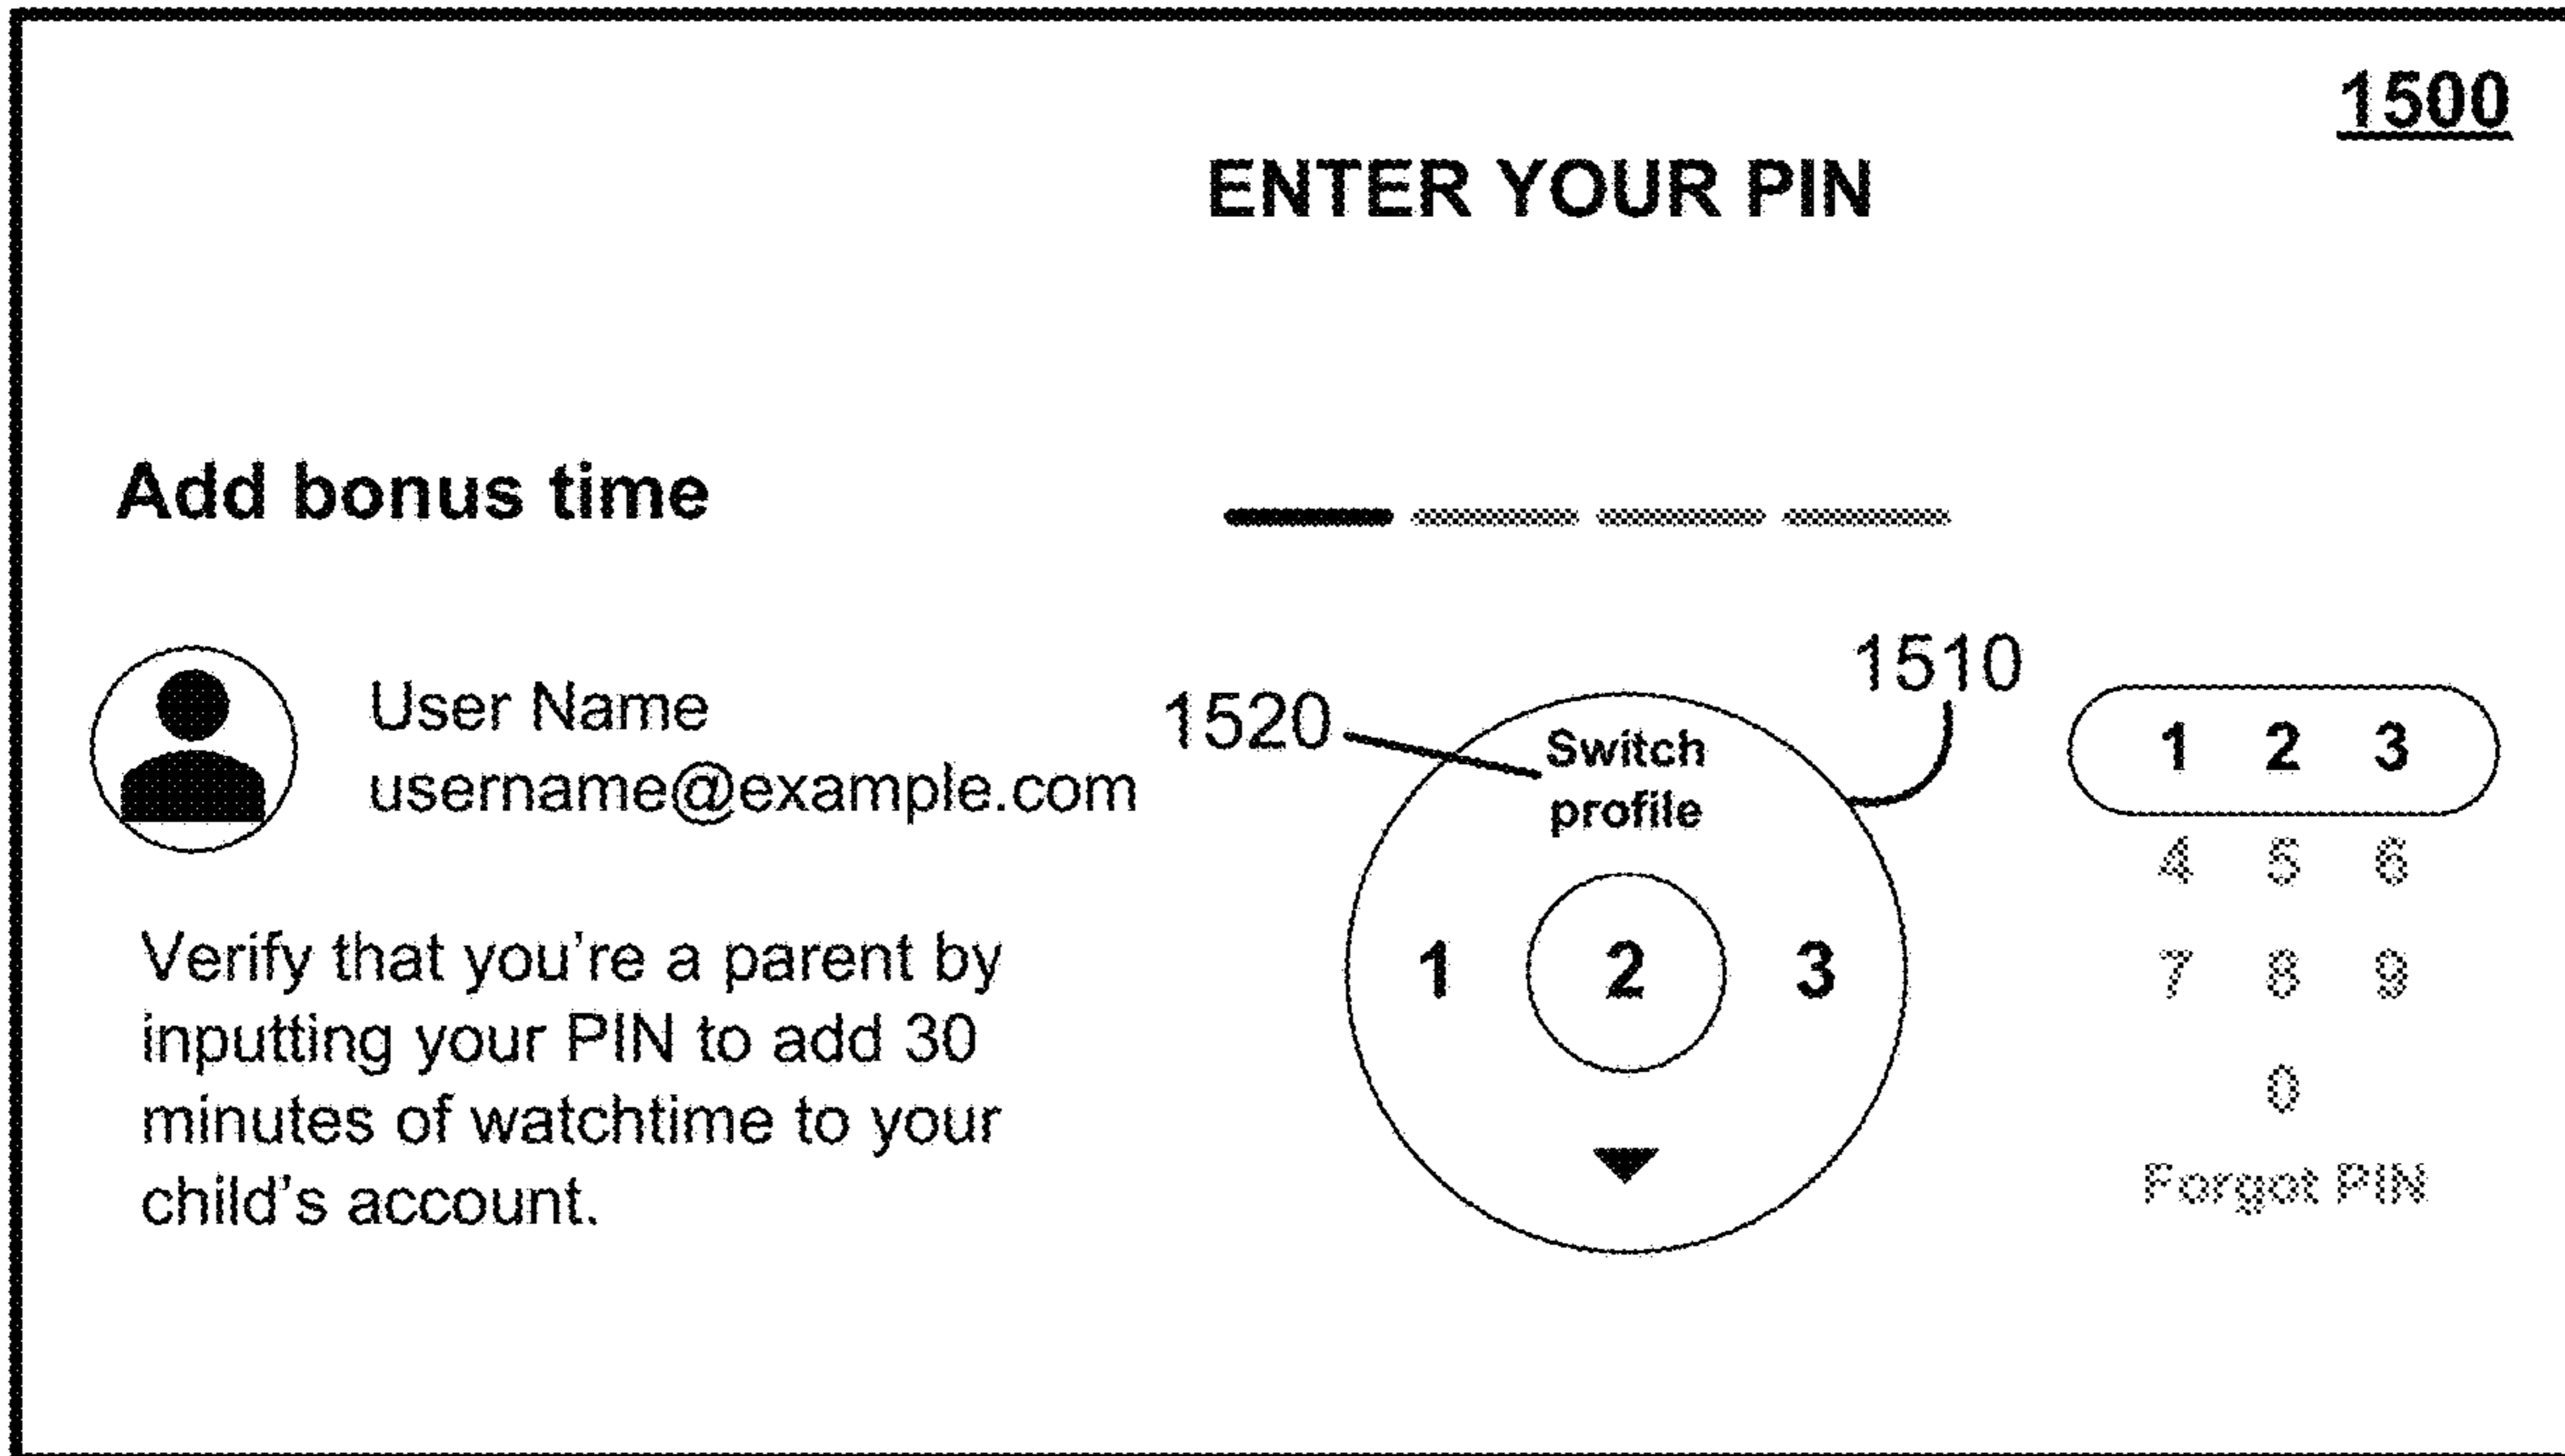 1500
ENTER YOUR PIN
Add bonus time
User Name
username@example.com
Verify that you're a parent by
inputting your PIN to add 30
minutes of watchtime to your
child's account.
1520
1510
Switch
profile
1 2 3
1 2 3
4 5 6
7 8 9
0
Forgot PIN